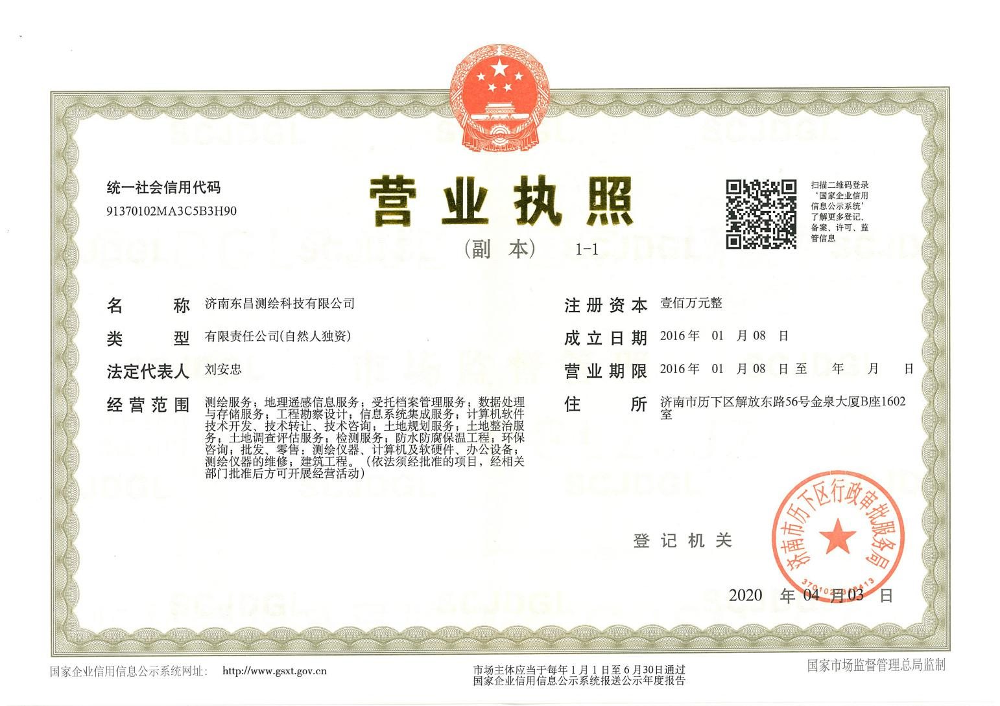 统一社会信用代码
91370102MA3C5B3H90
营业执照
(副 本) 1-1
扫描二维码登录
‘国家企业信用
信息公示系统’
了解更多登记、
备案、许可、监
管信息
名 称 济南东昌测绘科技有限公司
类 型 有限责任公司(自然人独资)
法定代表人 刘安忠
经营范围 测绘服务；地理遥感信息服务；受托档案管理服务；数据处理
与存储服务；工程勘察设计；信息系统集成服务；计算机软件
技术开发、技术转让、技术咨询；土地规划服务；土地整治服
务；土地调查评估服务；检测服务；防水防腐保温工程；环保
咨询；批发、零售：测绘仪器、计算机及软硬件、办公设备；
测绘仪器的维修；建筑工程。（依法须经批准的项目，经相关
部门批准后方可开展经营活动）
注册资本 壹佰万元整
成立日期 2016年 01 月 08 日
营业期限 2016年 01 月 08 日 至 年 月 日
住 所 济南市历下区解放东路56号金泉大厦B座1602
室
登记机关
济南市历下区行政审批服务局
2020 年 04 月 03 日
国家企业信用信息公示系统网址： http://www.gsxt.gov.cn
市场主体应当于每年1月1日至6月30日通过
国家企业信用信息公示系统报送公示年度报告
国家市场监督管理总局监制
SCJDGL
市场监督管理